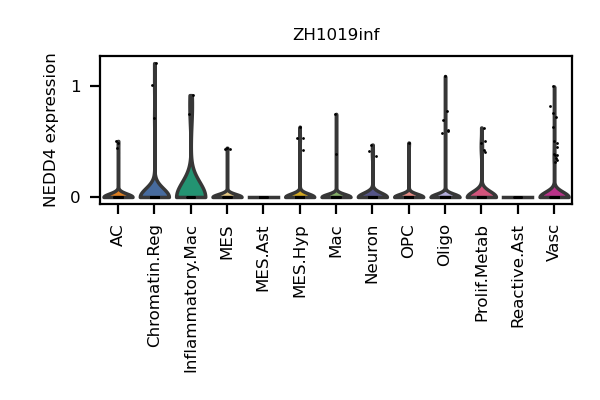 ZH1019inf
NEDD4 expression
1
0
AC
Chromatin.Reg
Inflammatory.Mac
MES
MES.Ast
MES.Hyp
Mac
Neuron
OPC
Oligo
Prolif.Metab
Reactive.Ast
Vasc